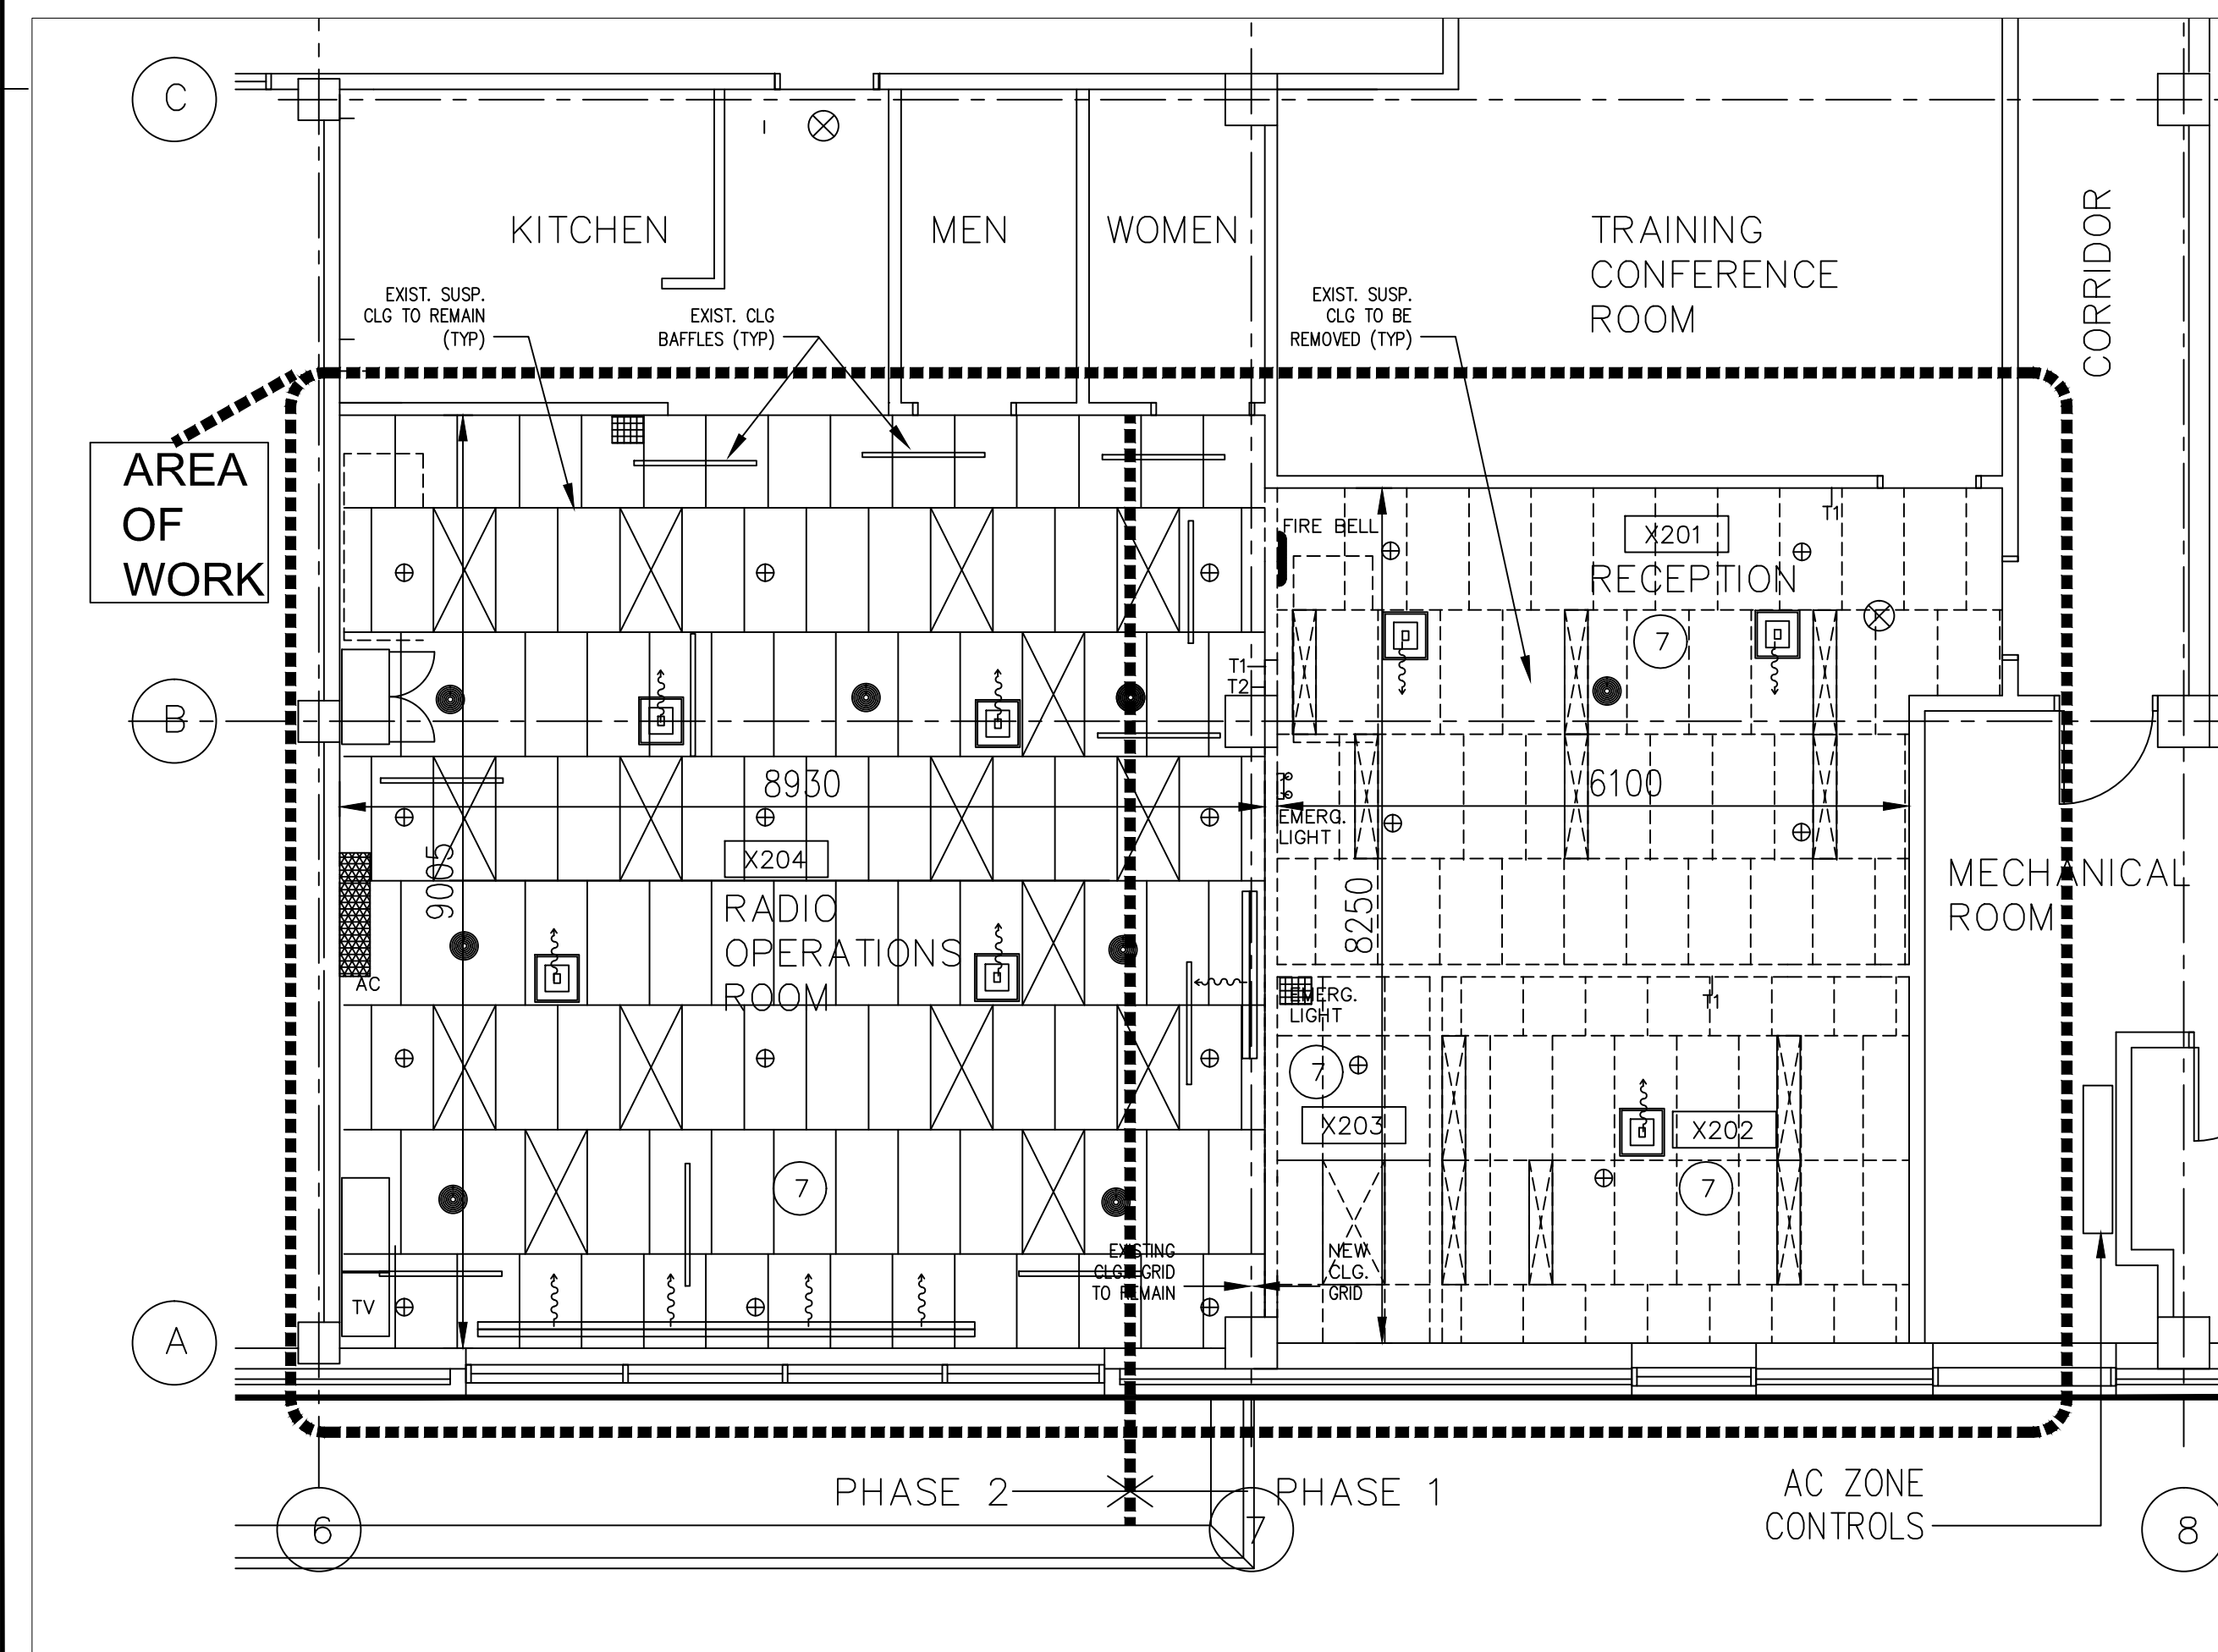 C
KITCHEN
MEN
WOMEN
TRAINING
CONFERENCE
ROOM
CORRIDOR
EXIST. SUSP.
CLG TO REMAIN
(TYP)
EXIST. CLG
BAFFLES (TYP)
EXIST. SUSP.
CLG TO BE
REMOVED (TYP)
AREA
OF
WORK
FIRE BELL
X201
T1
RECEPTION
7
T1
T2
B
8930
6100
EMERG.
LIGHT
X204
9005
RADIO
OPERATIONS
ROOM
8250
MECHANICAL
ROOM
AC
EMERG.
LIGHT
T1
7
X203
X202
7
7
EXISTING
CLG. GRID
TO REMAIN
NEW
CLG.
GRID
TV
A
PHASE 2
PHASE 1
AC ZONE
CONTROLS
6
7
8